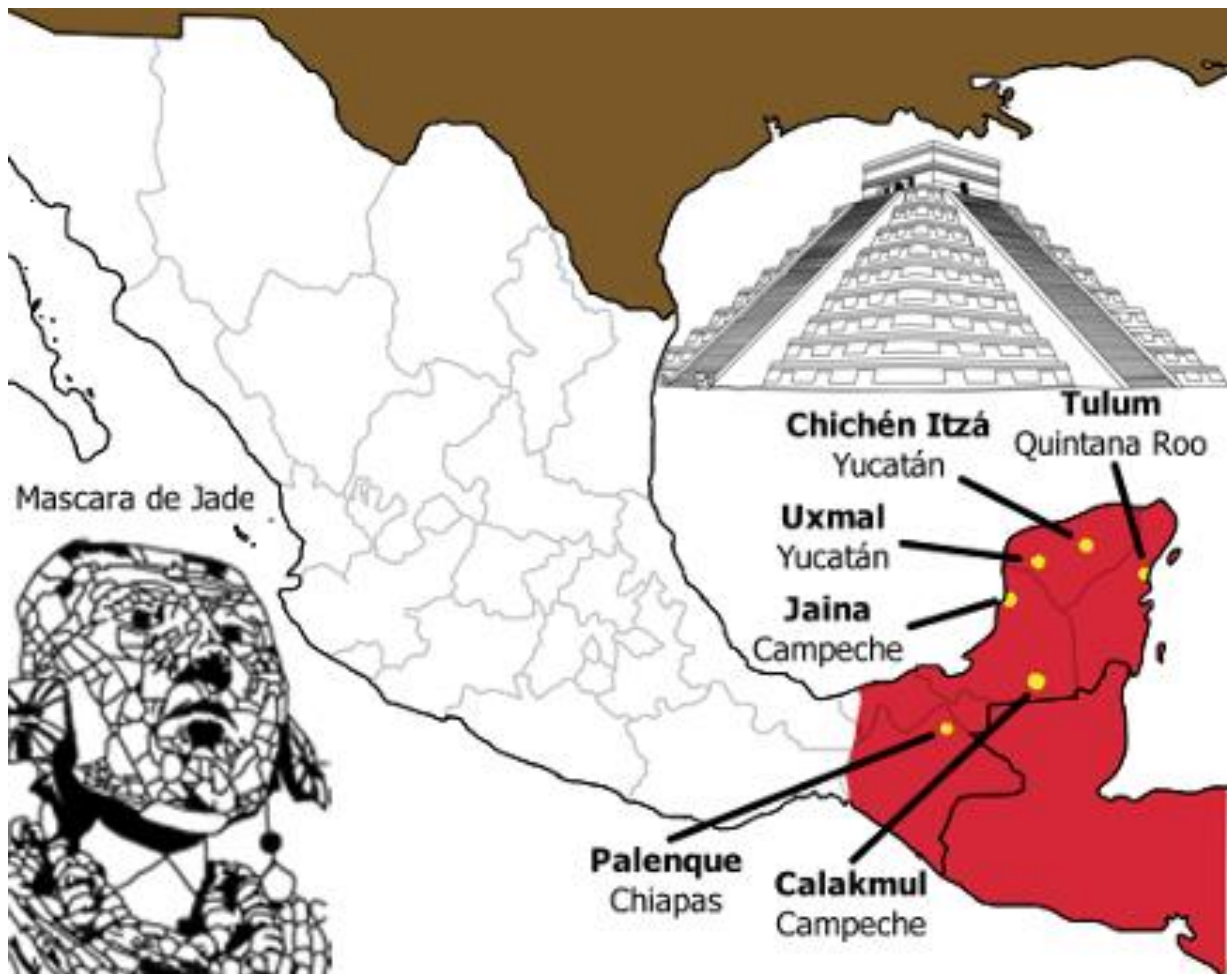 Tulum
Quintana Roo
Chichén Itzá
Yucatán
Mascara de Jade
Uxmal
Yucatán
Jaina
Campeche
Palenque
Chiapas
Calakmul
Campeche